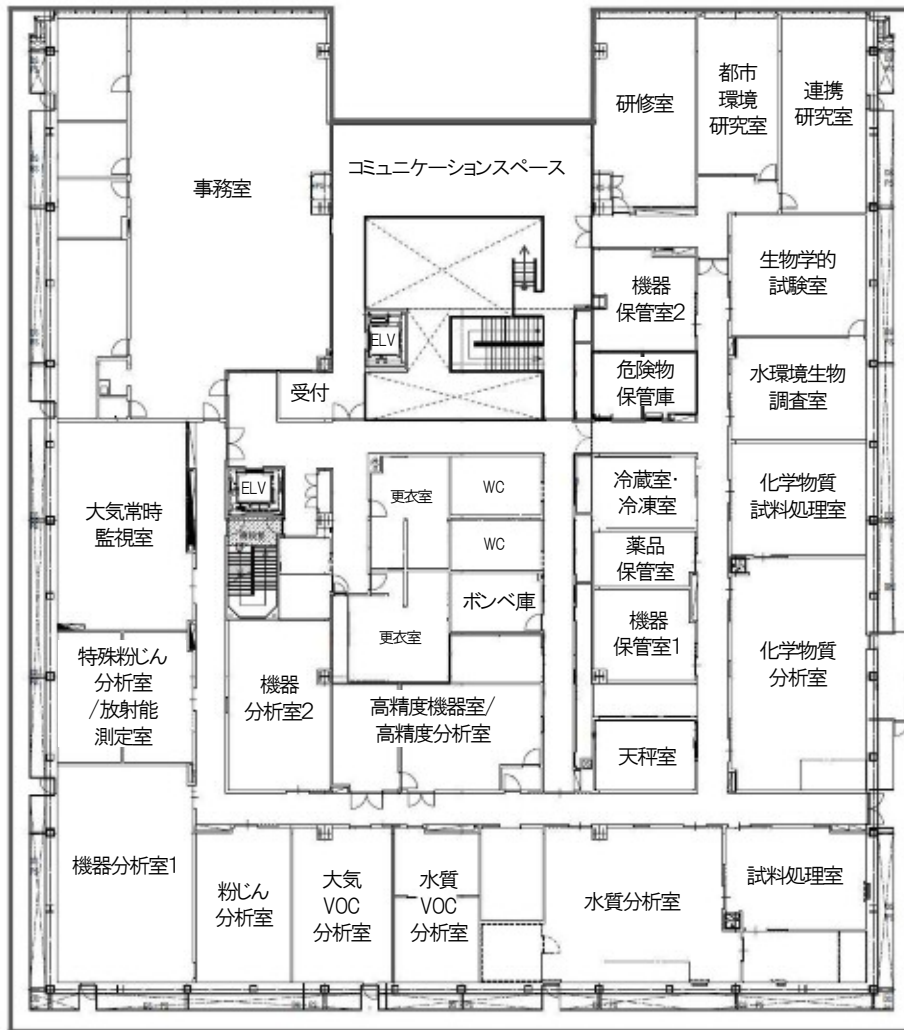 研修室
都市
環境
研究室
連携
研究室
コミュニケーションスペース
事務室
生物学的
試験室
機器
保管室2
ELV
危険物
保管庫
水環境生物
調査室
受付
大気常時
監視室
ELV
更衣室
WC
冷蔵室・
冷凍室
化学物質
試料処理室
WC
薬品
保管室
ボンベ庫
更衣室
機器
保管室1
化学物質
分析室
特殊粉じん
分析室
/放射能
測定室
機器
分析室2
高精度機器室/
高精度分析室
天秤室
機器分析室1
粉じん
分析室
大気
VOC
分析室
水質
VOC
分析室
水質分析室
試料処理室